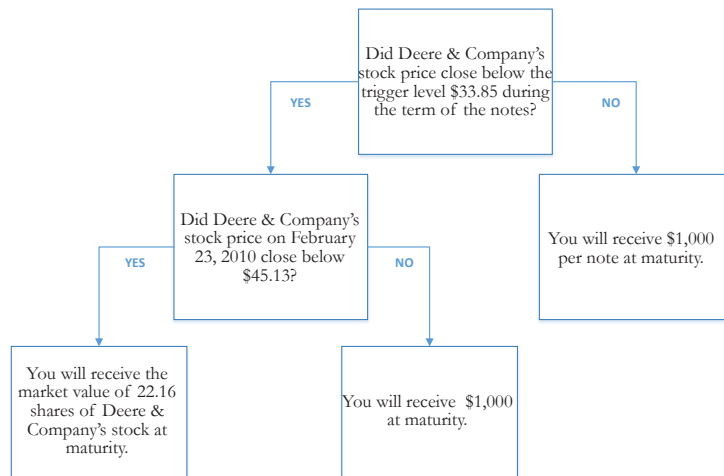 Did Deere & Company’s
stock price close below the
trigger level $33.85 during
the term of the notes?
YES
NO
Did Deere & Company’s
stock price on February
23, 2010 close below
$45.13?
You will receive $1,000
per note at maturity.
YES
NO
You will receive the
market value of 22.16
shares of Deere &
Company’s stock at
maturity.
You will receive $1,000
at maturity.